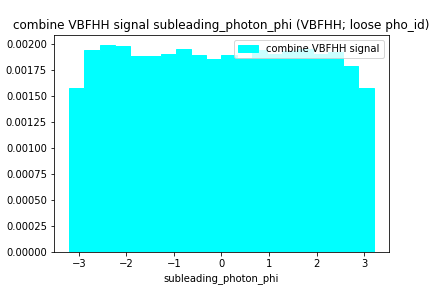 combine VBFHH signal subleading_photon_phi (VBFHH; loose pho_id)
combine VBFHH signal
0.00200
0.00175
0.00150
0.00125
0.00100
0.00075
0.00050
0.00025
0.00000
−3 −2 −1 0 1 2 3
subleading_photon_phi